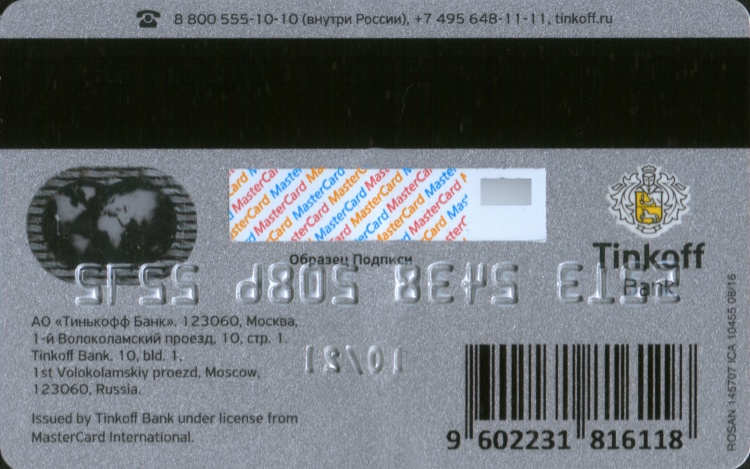 8 800 555-10-10 (внутри России), +7 495 648-11-11, tinkoff.ru
MasterCard MasterCard MasterCard
Образец Подписи
Tinkoff
Bank
АО «Тинькофф Банк». 123060, Москва,
1-й Волоколамский проезд, 10, стр. 1.
Tinkoff Bank. 10, bld. 1,
1st Volokolamskiy proezd, Moscow,
123060, Russia.
Issued by Tinkoff Bank under license from
MasterCard International.
9 602231 816118
ROSAN 145707 ICA 10455 08/16